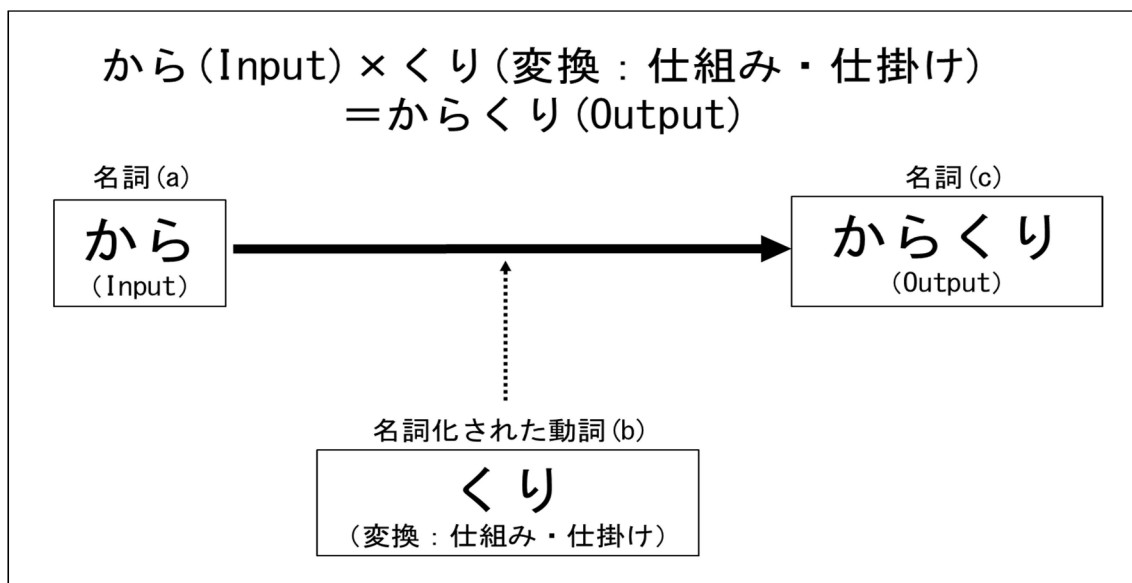 から(Input)×くり(変換:仕組み・仕掛け)
=からくり(Output)
名詞(a)
から
(Input)
名詞(c)
からくり
(Output)
名詞化された動詞(b)
くり
(変換:仕組み・仕掛け)